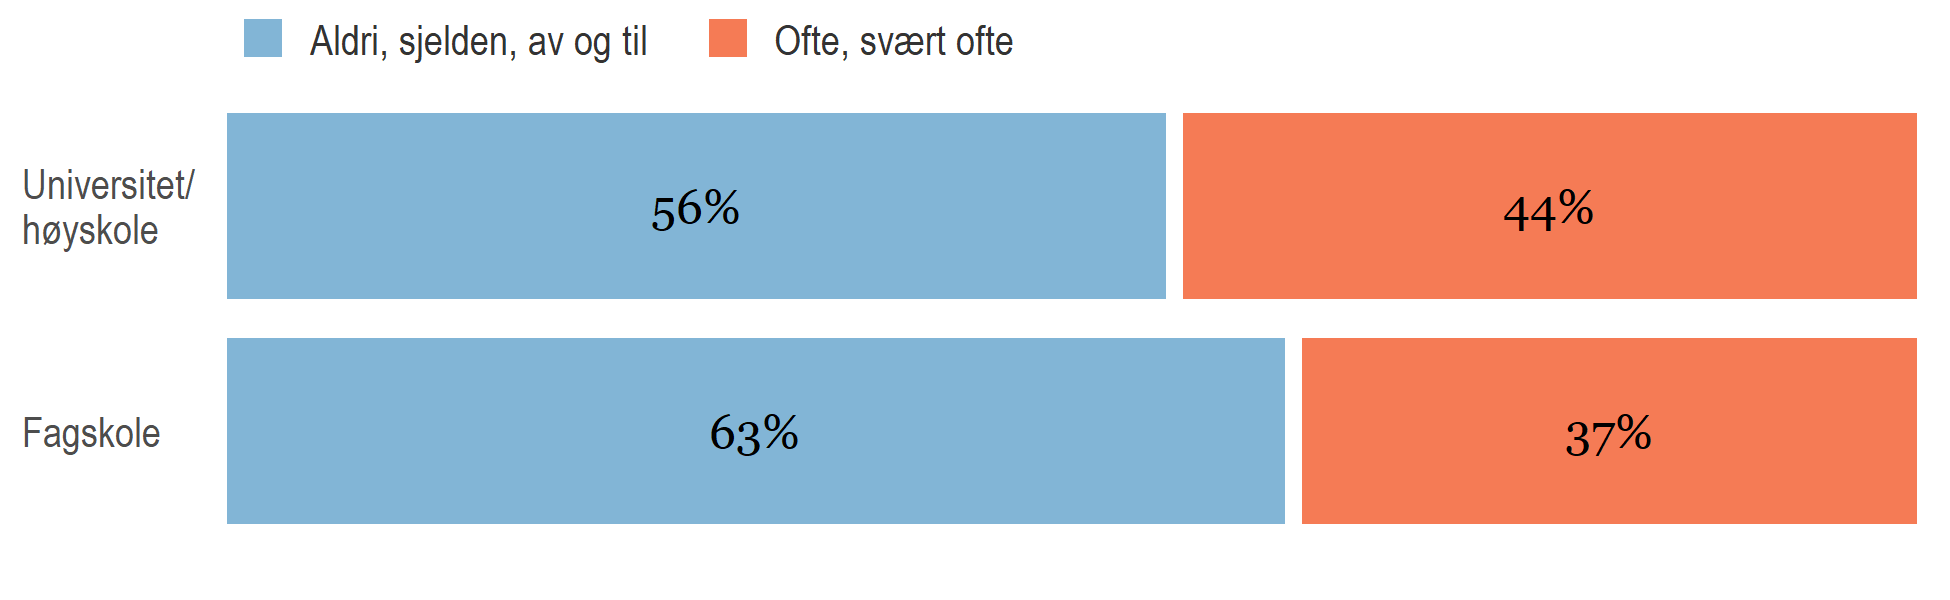 Aldri, sjelden, av og til
Ofte, svært ofte
Universitet/
høyskole
56%
44%
Fagskole
63%
37%